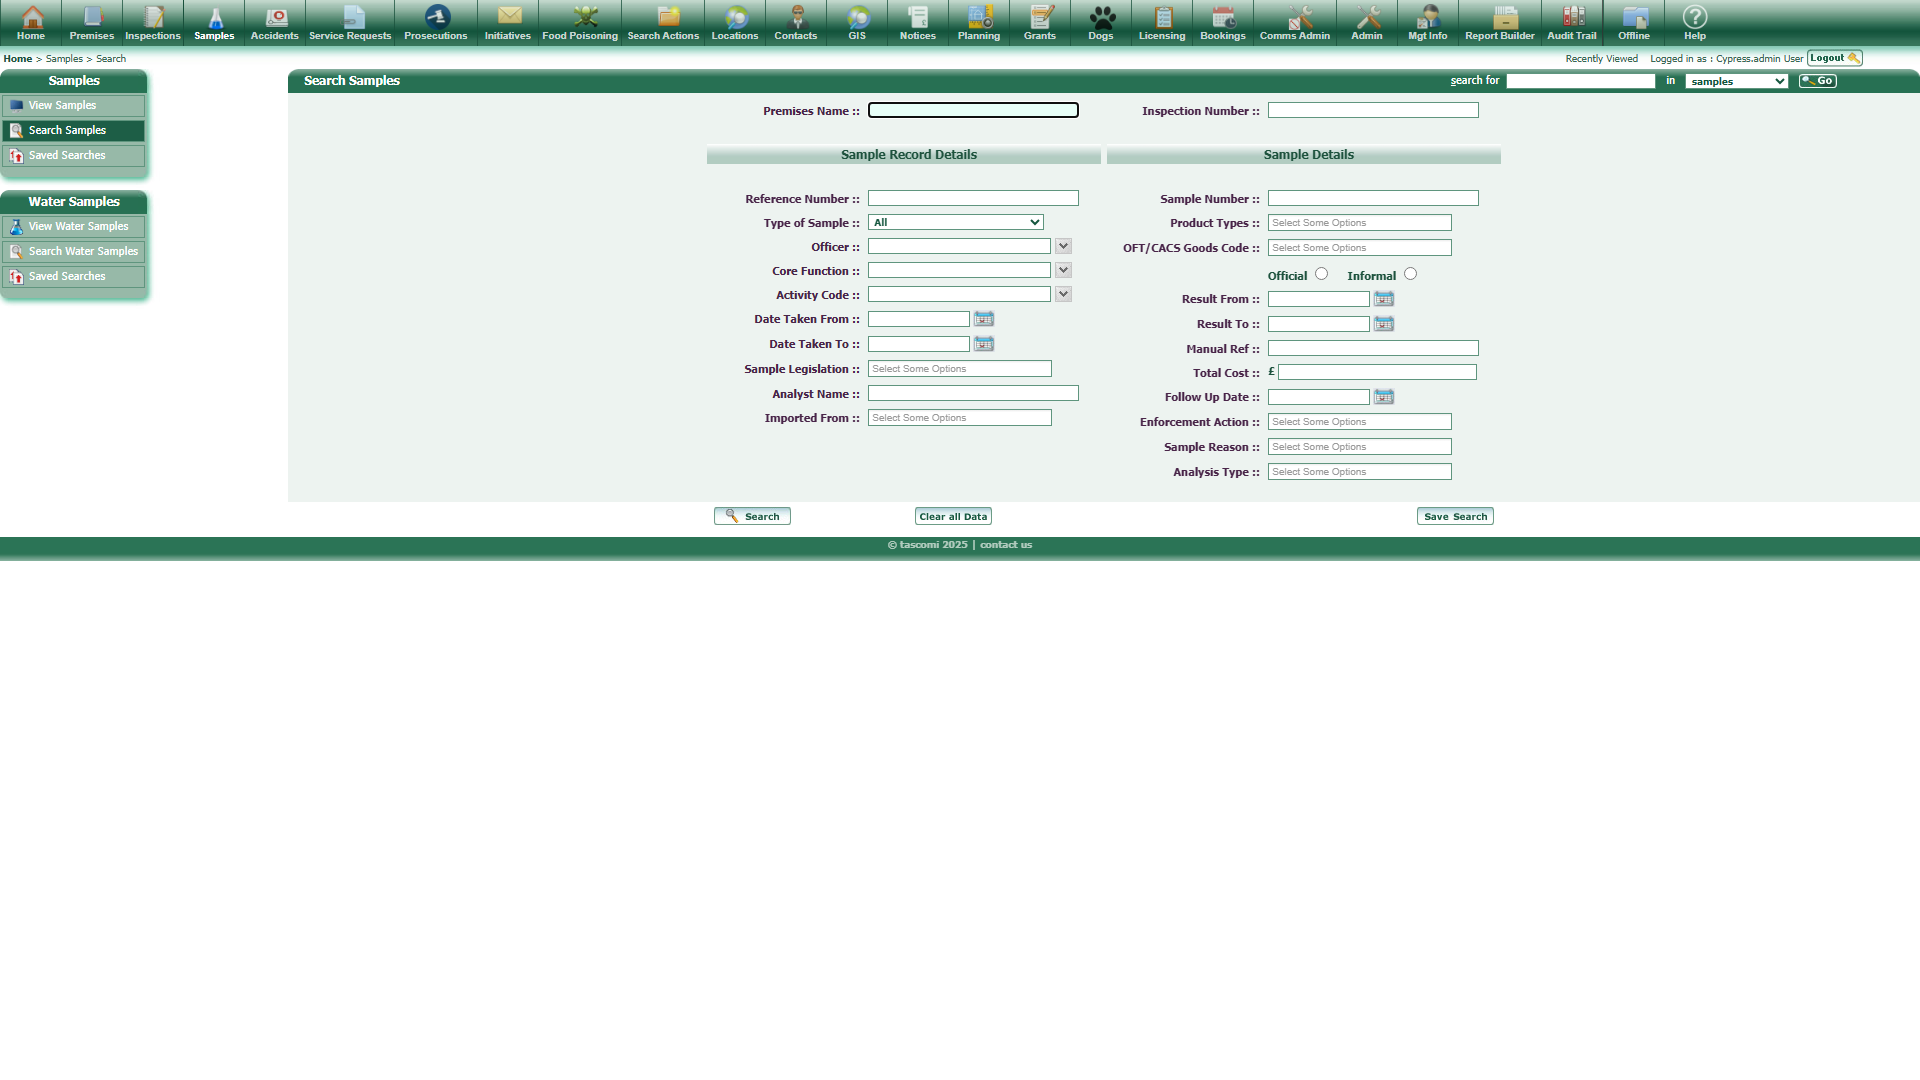 Home Premises Inspections Samples Accidents Service Requests Prosecutions Initiatives Food Poisoning Search Actions Locations Contacts GIS Notices Planning Grants Dogs Licensing Bookings Comms Admin Admin Mgt Info Report Builder Audit Trail Offline Help
Home > Samples > Search
Recently Viewed Logged in as : Cypress.admin User Logout
Samples
View Samples
Search Samples
Saved Searches
Water Samples
View Water Samples
Search Water Samples
Saved Searches
Search Samples
search for in samples Go
Premises Name ::
Inspection Number ::
Sample Record Details
Reference Number ::
Type of Sample :: All
Officer ::
Core Function ::
Activity Code ::
Date Taken From ::
Date Taken To ::
Sample Legislation :: Select Some Options
Analyst Name ::
Imported From :: Select Some Options
Sample Details
Sample Number ::
Product Types :: Select Some Options
OFT/CACS Goods Code :: Select Some Options
Official Informal
Result From ::
Result To ::
Manual Ref ::
Total Cost :: £
Follow Up Date ::
Enforcement Action :: Select Some Options
Sample Reason :: Select Some Options
Analysis Type :: Select Some Options
Search Clear all Data Save Search
© tascomi 2025 | contact us